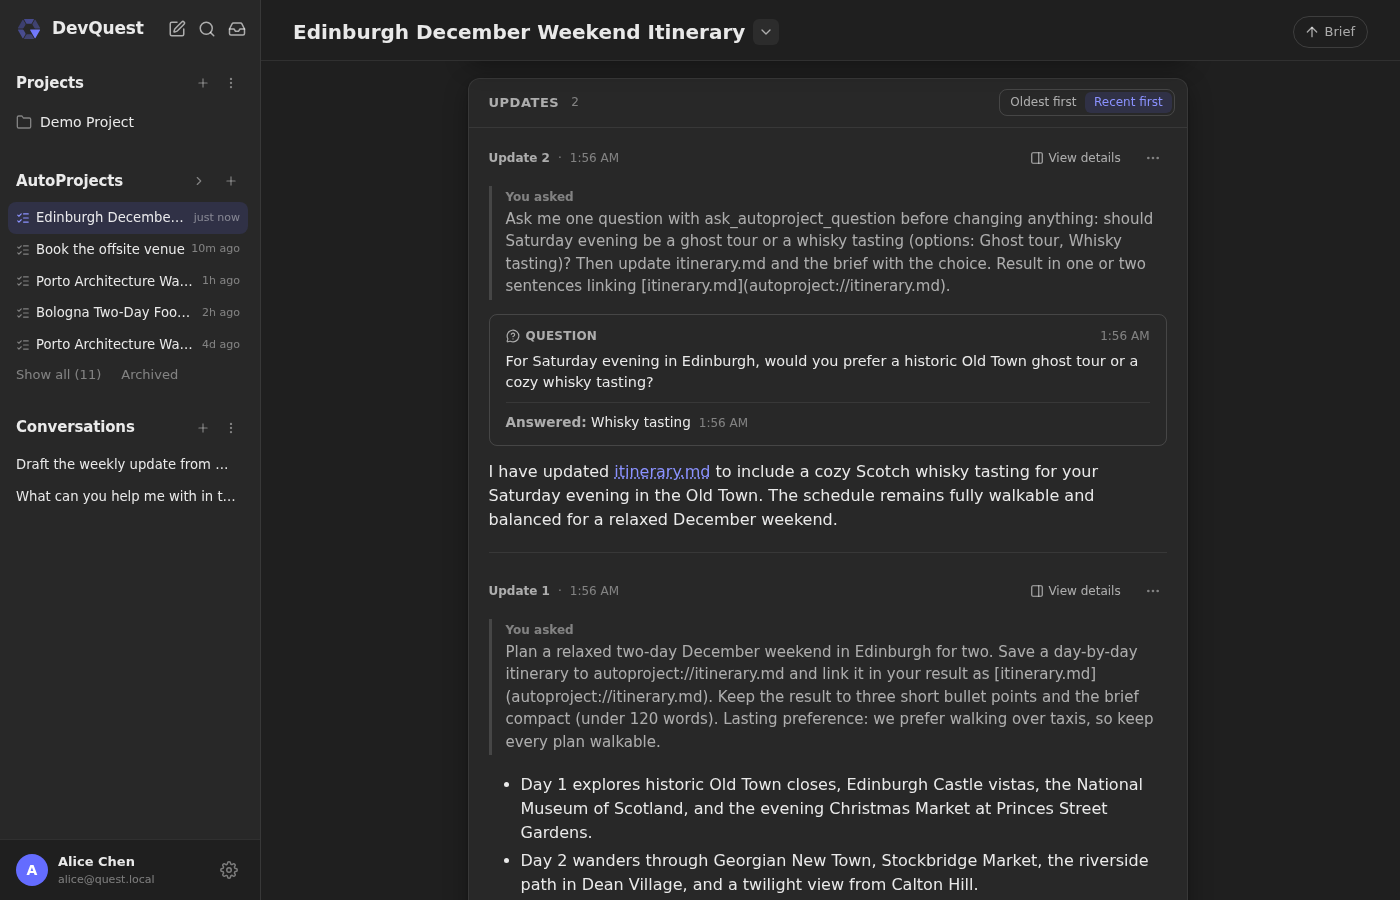 DevQuest
Projects
Demo Project
AutoProjects
Edinburgh Decembe... just now
Book the offsite venue 10m ago
Porto Architecture Wa... 1h ago
Bologna Two-Day Foo... 2h ago
Porto Architecture Wa... 4d ago
Show all (11) Archived
Conversations
Draft the weekly update from ...
What can you help me with in t...
A
Alice Chen
alice@quest.local
Edinburgh December Weekend Itinerary
Brief
UPDATES 2
Oldest first Recent first
Update 2 · 1:56 AM
View details
You asked
Ask me one question with ask_autoproject_question before changing anything: should
Saturday evening be a ghost tour or a whisky tasting (options: Ghost tour, Whisky
tasting)? Then update itinerary.md and the brief with the choice. Result in one or two
sentences linking [itinerary.md](autoproject://itinerary.md).
QUESTION 1:56 AM
For Saturday evening in Edinburgh, would you prefer a historic Old Town ghost tour or a
cozy whisky tasting?
Answered: Whisky tasting 1:56 AM
I have updated itinerary.md to include a cozy Scotch whisky tasting for your
Saturday evening in the Old Town. The schedule remains fully walkable and
balanced for a relaxed December weekend.
Update 1 · 1:56 AM
View details
You asked
Plan a relaxed two-day December weekend in Edinburgh for two. Save a day-by-day
itinerary to autoproject://itinerary.md and link it in your result as [itinerary.md]
(autoproject://itinerary.md). Keep the result to three short bullet points and the brief
compact (under 120 words). Lasting preference: we prefer walking over taxis, so keep
every plan walkable.
• Day 1 explores historic Old Town closes, Edinburgh Castle vistas, the National
Museum of Scotland, and the evening Christmas Market at Princes Street
Gardens.
• Day 2 wanders through Georgian New Town, Stockbridge Market, the riverside
path in Dean Village, and a twilight view from Calton Hill.